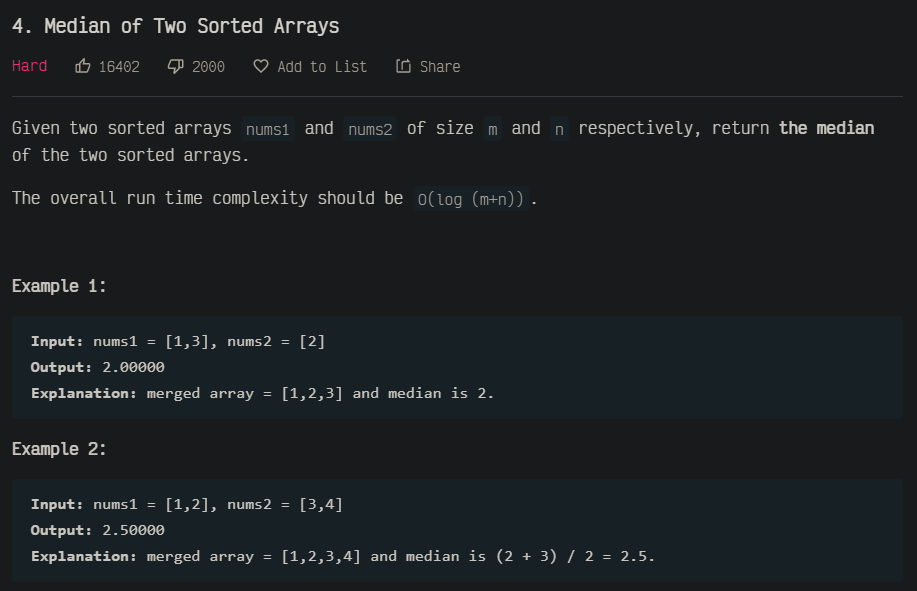 4. Median of Two Sorted Arrays
Hard 16402 2000 Add to List Share
Given two sorted arrays nums1 and nums2 of size m and n respectively, return the median
of the two sorted arrays.
The overall run time complexity should be O(log (m+n)).
Example 1:
Input: nums1 = [1,3], nums2 = [2]
Output: 2.00000
Explanation: merged array = [1,2,3] and median is 2.
Example 2:
Input: nums1 = [1,2], nums2 = [3,4]
Output: 2.50000
Explanation: merged array = [1,2,3,4] and median is (2 + 3) / 2 = 2.5.